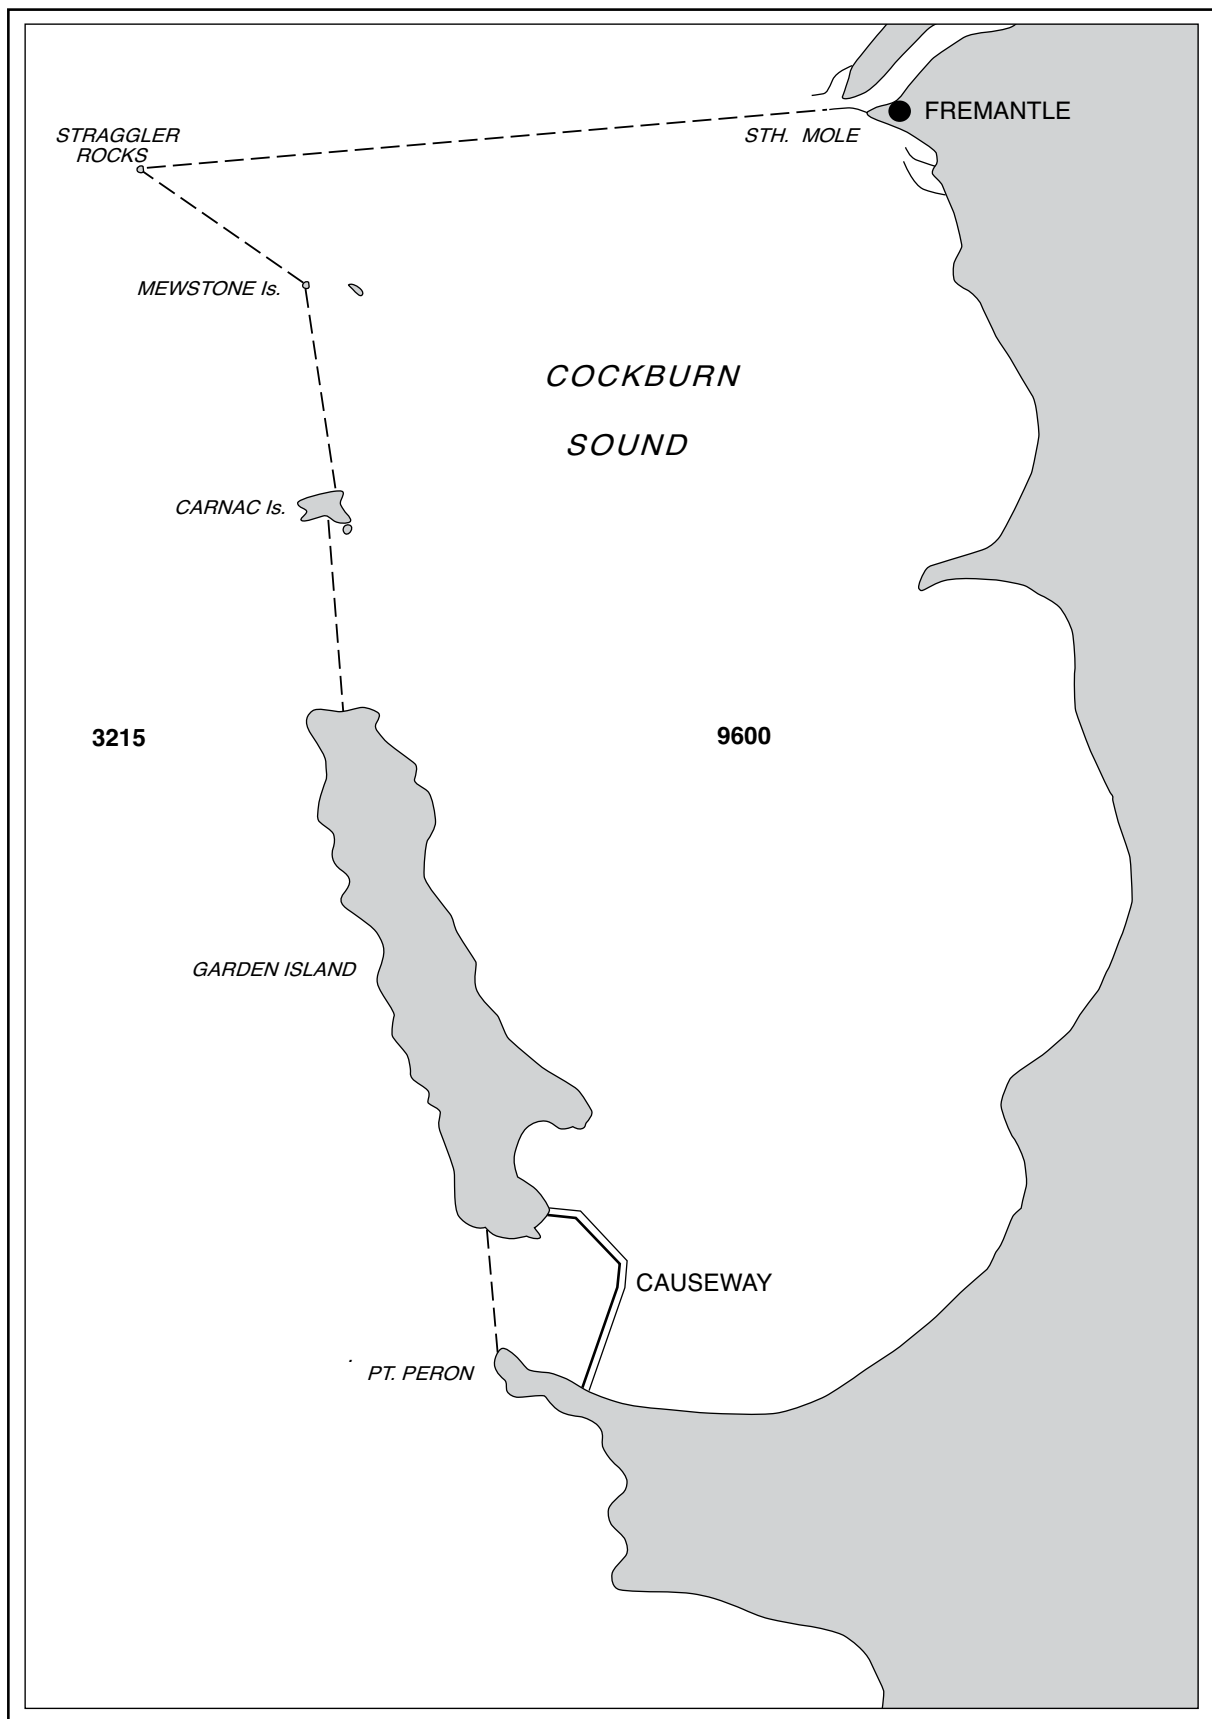 FREMANTLE
STRAGGLER
ROCKS
STH. MOLE
MEWSTONE Is.
COCKBURN
SOUND
CARNAC Is.
3215
9600
GARDEN ISLAND
CAUSEWAY
PT. PERON